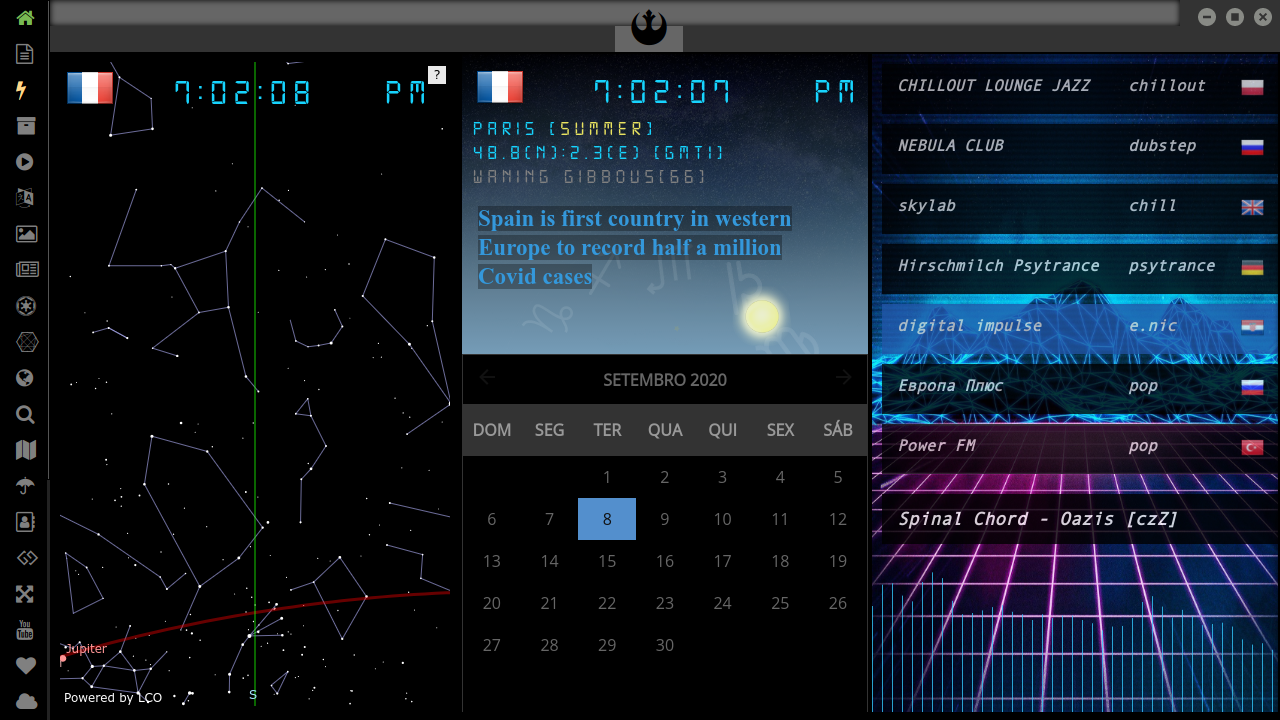 7:02:08 PM
?
Jupiter
Powered by LCO
S
7:02:07 PM
PARIS (SUMMER)
48.8(N):2.3(E) (GMT1)
WANING GIBBOUS(66)
Spain is first country in western
Europe to record half a million
Covid cases
SETEMBRO 2020
DOM SEG TER QUA QUI SEX SÁB
1 2 3 4 5
6 7 8 9 10 11 12
13 14 15 16 17 18 19
20 21 22 23 24 25 26
27 28 29 30
CHILLOUT LOUNGE JAZZ chillout
NEBULA CLUB dubstep
skylab chill
Hirschmilch Psytrance psytrance
digital impulse e.nic
Европа Плюс pop
Power FM pop
Spinal Chord - Oazis [czZ]
You
Tube